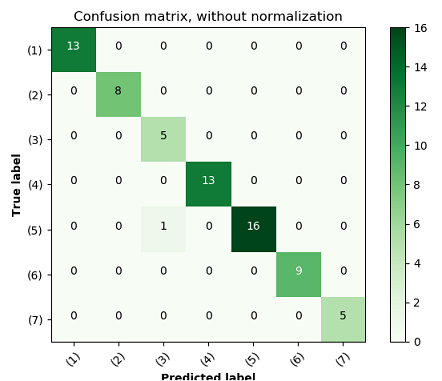 Confusion matrix, without normalization
(1) 13 0 0 0 0 0 0
(2) 0 8 0 0 0 0 0
(3) 0 0 5 0 0 0 0
(4) 0 0 0 13 0 0 0
(5) 0 0 1 0 16 0 0
(6) 0 0 0 0 0 9 0
(7) 0 0 0 0 0 0 5
True label
(1) (2) (3) (4) (5) (6) (7)
Predicted label
16
14
12
10
8
6
4
2
0